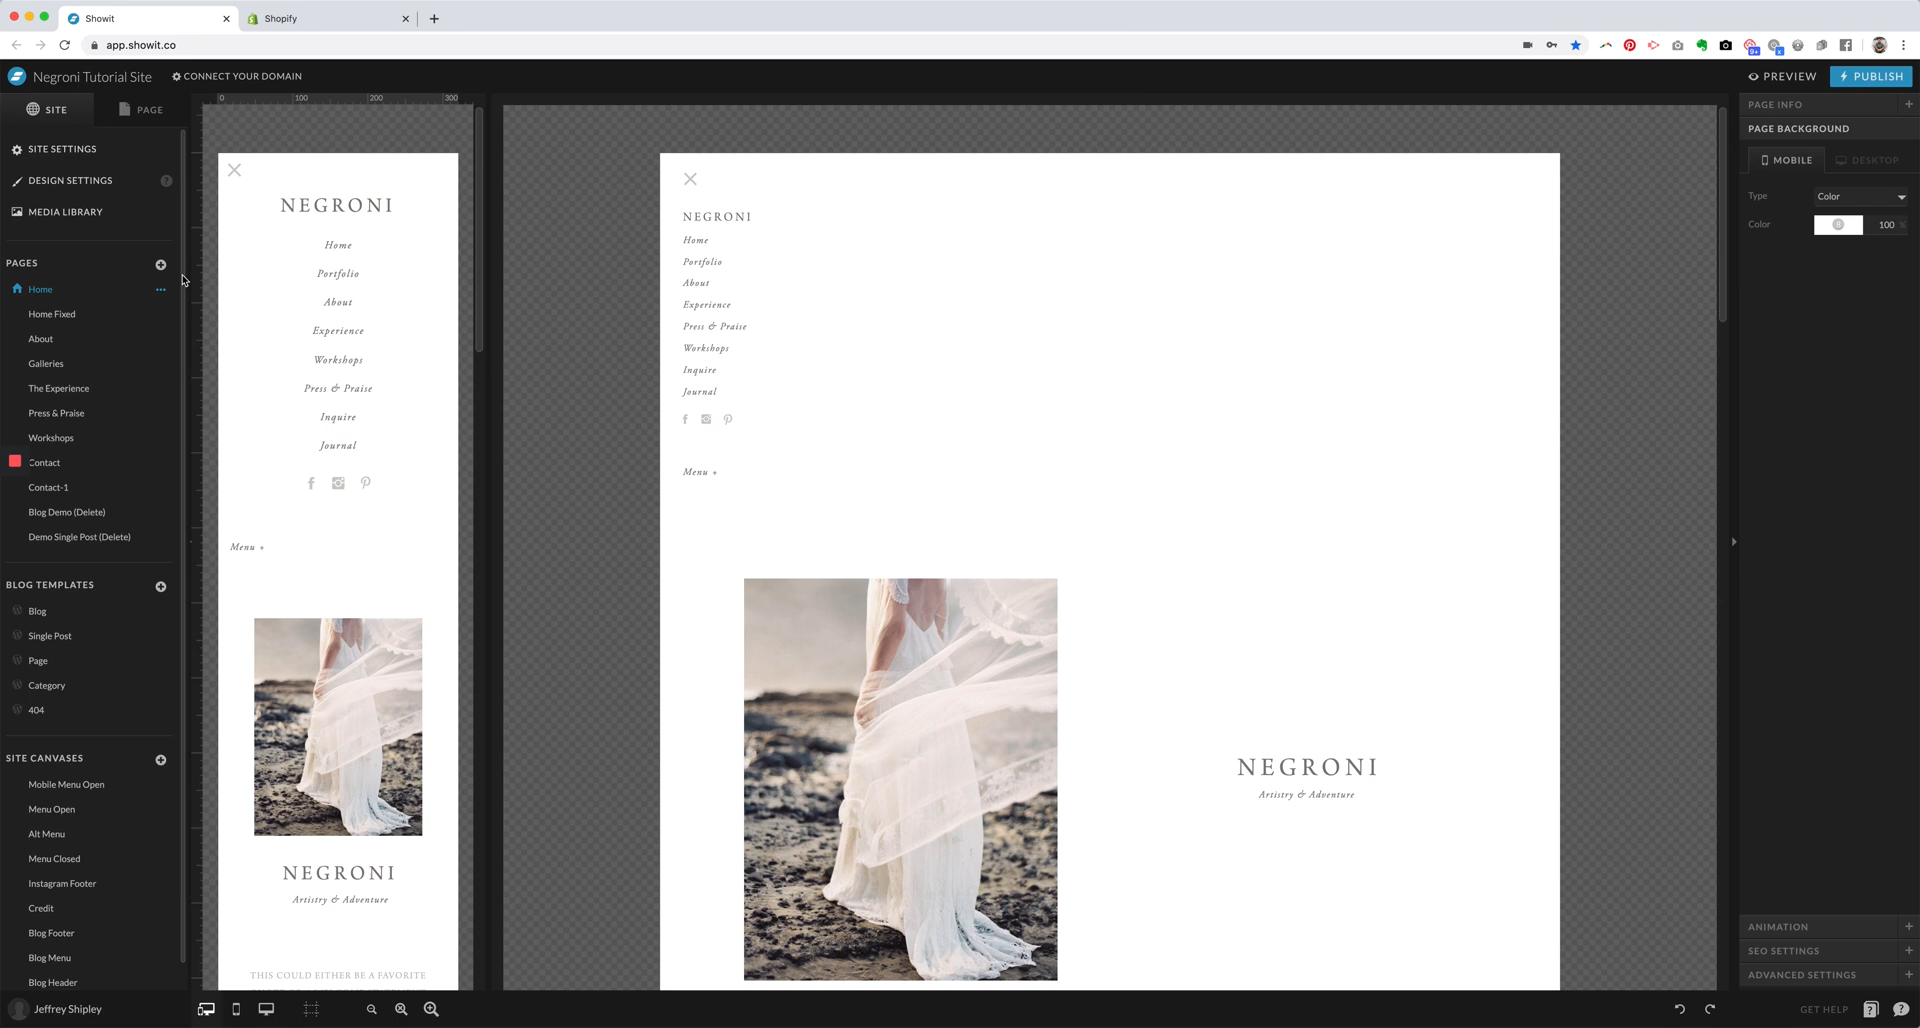 Showit
Shopify
app.showit.co
Negroni Tutorial Site
CONNECT YOUR DOMAIN
PREVIEW
PUBLISH
SITE
PAGE
SITE SETTINGS
DESIGN SETTINGS
MEDIA LIBRARY
PAGES
Home
Home Fixed
About
Galleries
The Experience
Press & Praise
Workshops
Contact
Contact-1
Blog Demo (Delete)
Demo Single Post (Delete)
BLOG TEMPLATES
Blog
Single Post
Page
Category
404
SITE CANVASES
Mobile Menu Open
Menu Open
Alt Menu
Menu Closed
Instagram Footer
Credit
Blog Footer
Blog Menu
Blog Header
Jeffrey Shipley
0 100 200 300
NEGRONI
Home
Portfolio
About
Experience
Workshops
Press & Praise
Inquire
Journal
Menu +
NEGRONI
Artistry & Adventure
THIS COULD EITHER BE A FAVORITE
NEGRONI
Home
Portfolio
About
Experience
Press & Praise
Workshops
Inquire
Journal
Menu +
NEGRONI
Artistry & Adventure
PAGE INFO
PAGE BACKGROUND
MOBILE
DESKTOP
Type Color
Color 100 %
ANIMATION
SEO SETTINGS
ADVANCED SETTINGS
GET HELP